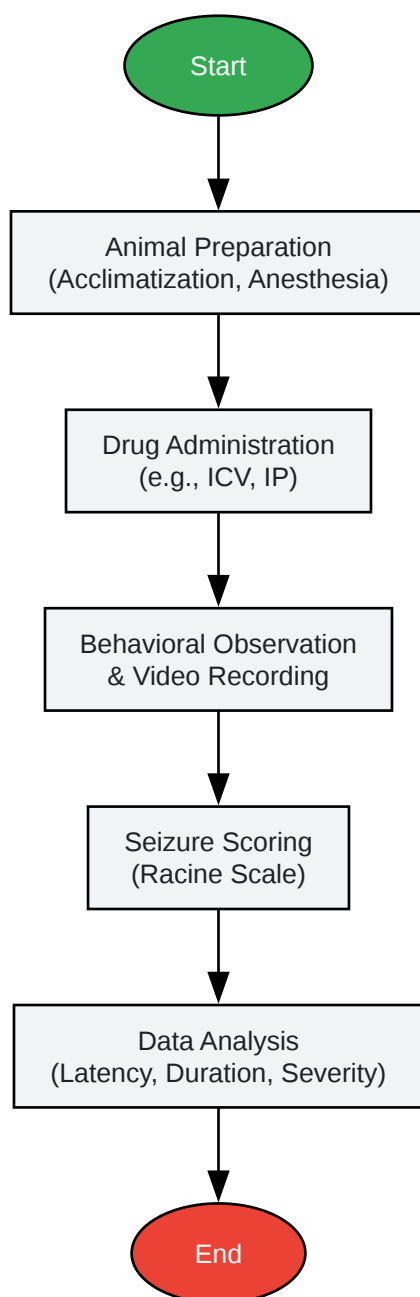 Start
Animal Preparation
(Acclimatization, Anesthesia)
Drug Administration
(e.g., ICV, IP)
Behavioral Observation
& Video Recording
Seizure Scoring
(Racine Scale)
Data Analysis
(Latency, Duration, Severity)
End